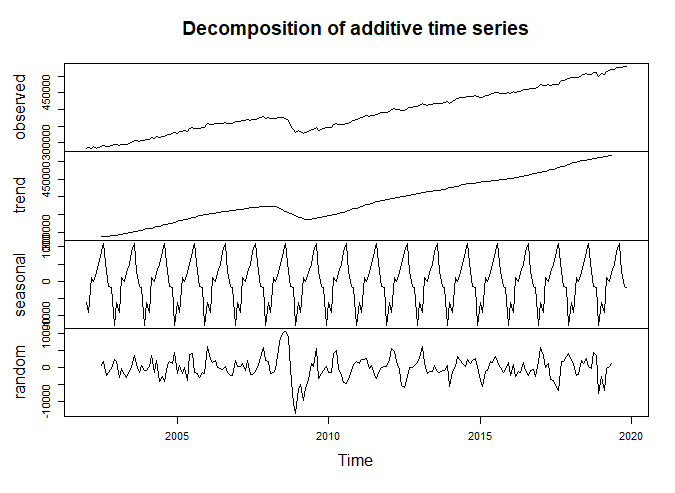 Decomposition of additive time series
observed
450000
300000
trend
450000
seasonal
0
random
0
-10000
2005
2010
2015
2020
Time